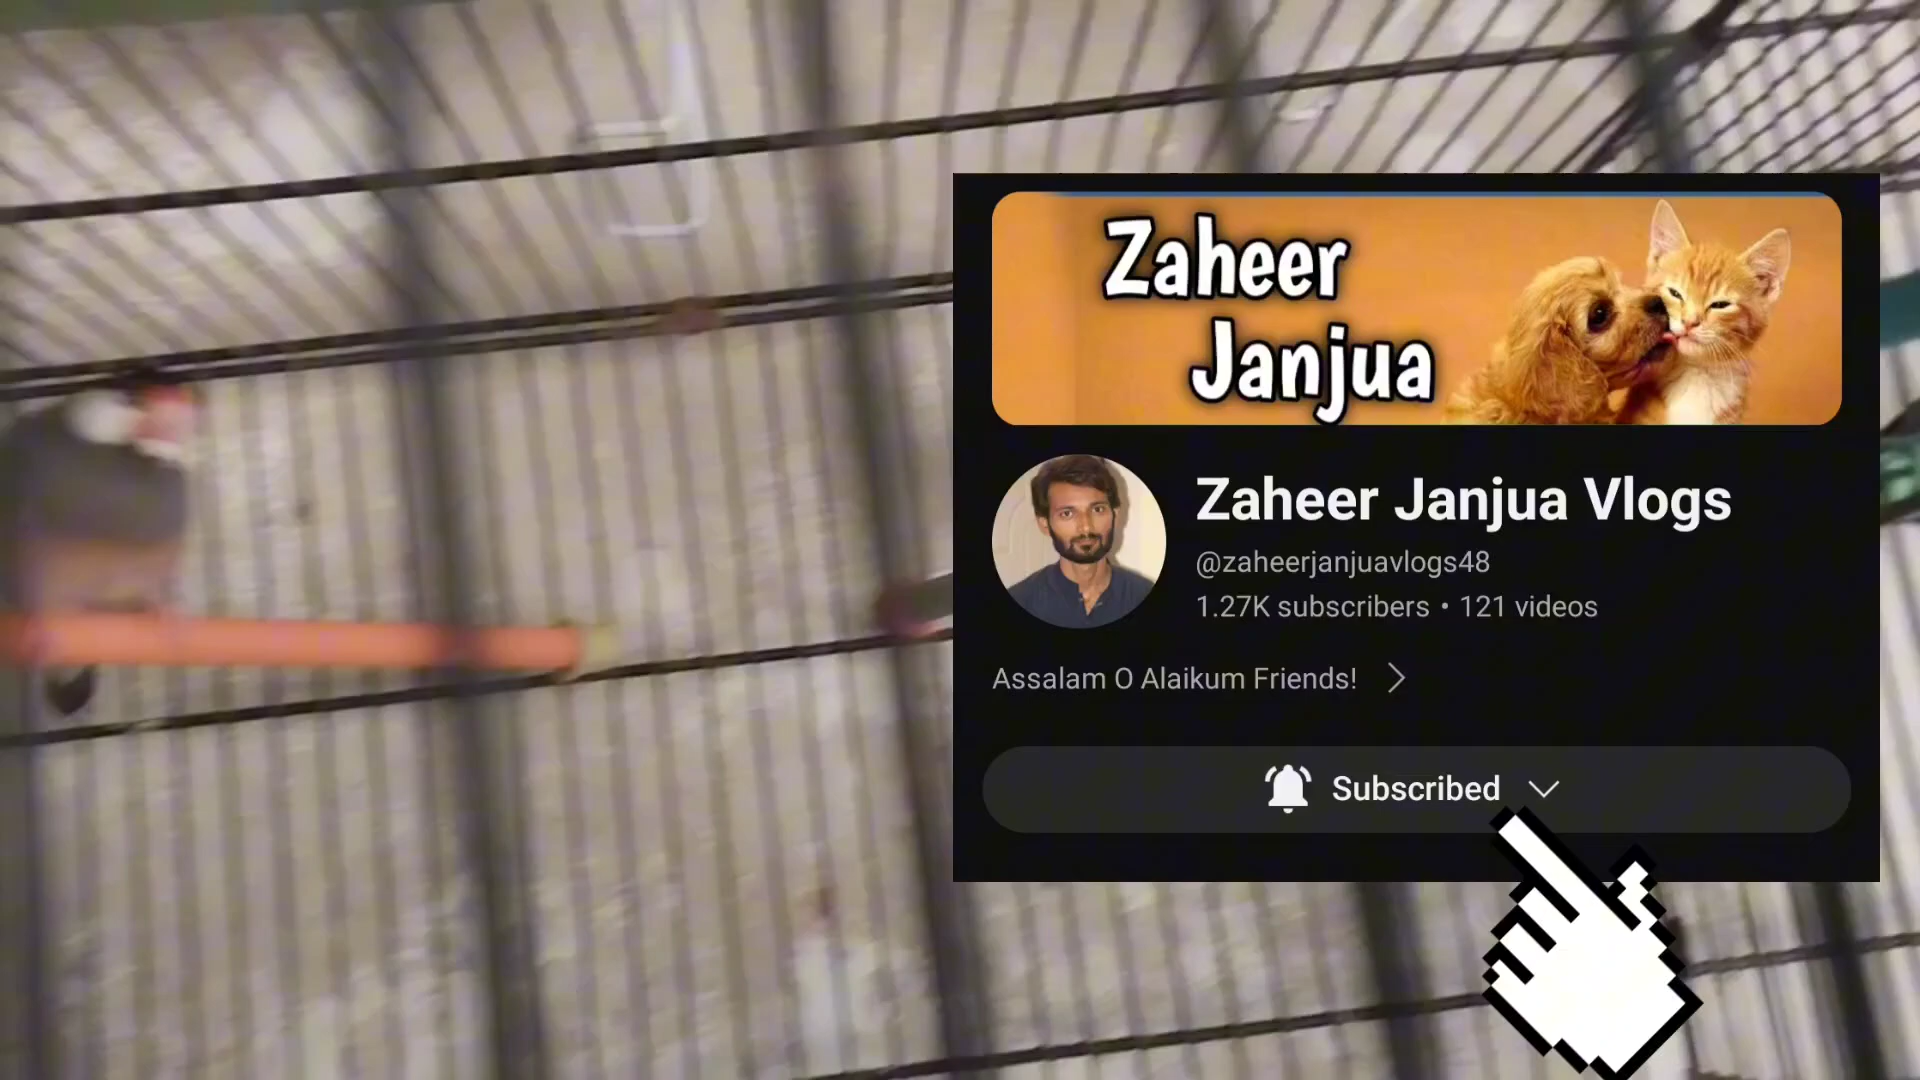 Zaheer
Janjua
Zaheer Janjua Vlogs
@zaheerjanjuavlogs48
1.27K subscribers • 121 videos
Assalam O Alaikum Friends!
Subscribed